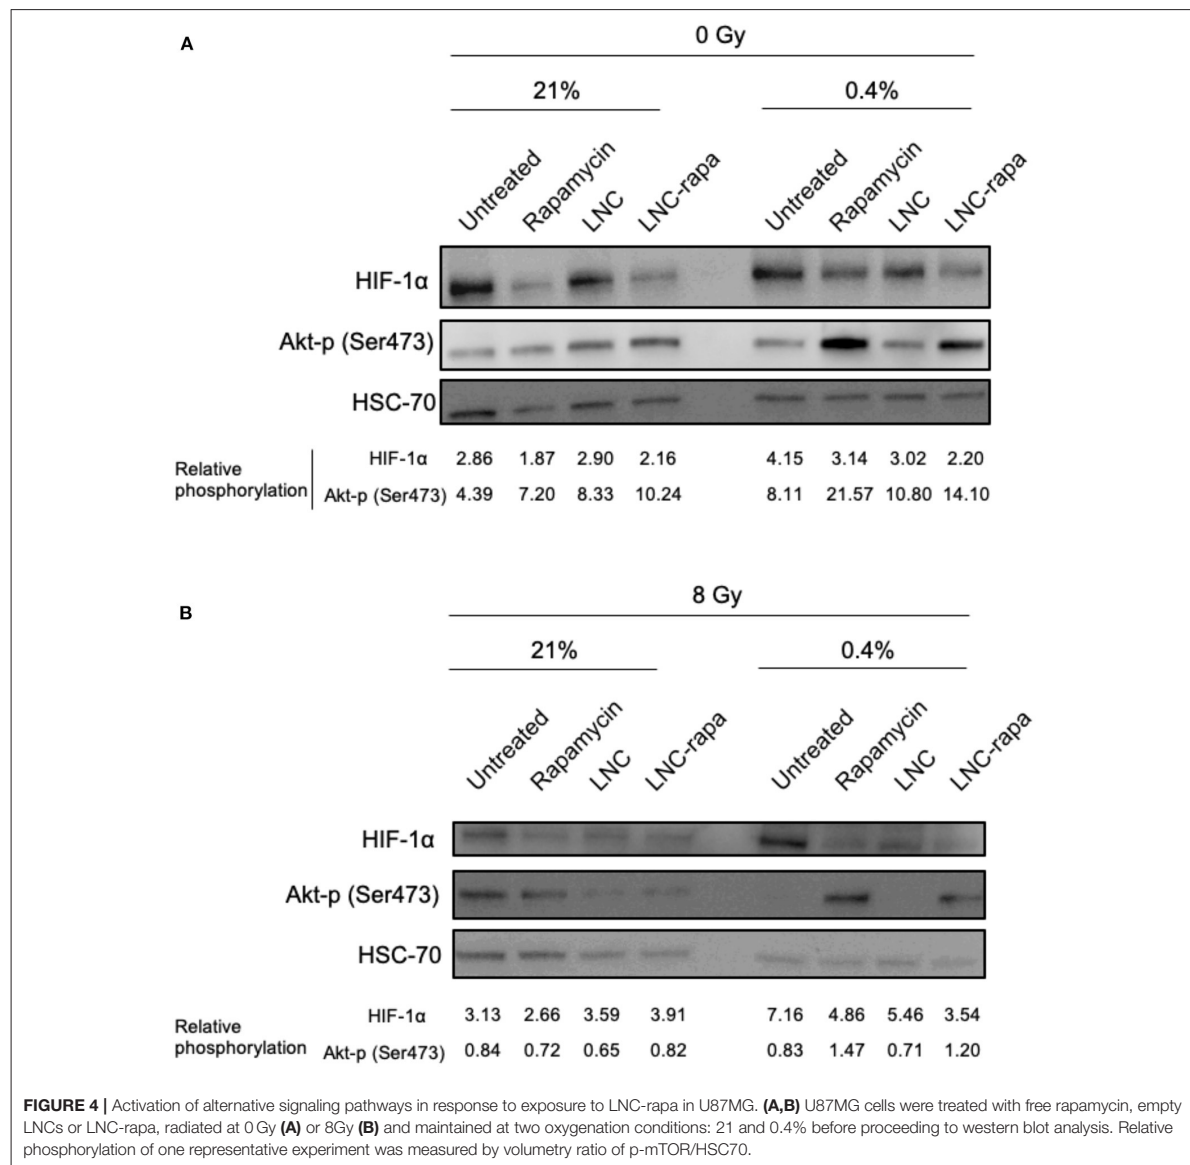 A
0 Gy
21% 0.4%
Untreated Rapamycin LNC LNC-rapa Untreated Rapamycin LNC LNC-rapa
HIF-1α
Akt-p (Ser473)
HSC-70
Relative phosphorylation
HIF-1α 2.86 1.87 2.90 2.16 4.15 3.14 3.02 2.20
Akt-p (Ser473) 4.39 7.20 8.33 10.24 8.11 21.57 10.80 14.10
B
8 Gy
21% 0.4%
Untreated Rapamycin LNC LNC-rapa Untreated Rapamycin LNC LNC-rapa
HIF-1α
Akt-p (Ser473)
HSC-70
Relative phosphorylation
HIF-1α 3.13 2.66 3.59 3.91 7.16 4.86 5.46 3.54
Akt-p (Ser473) 0.84 0.72 0.65 0.82 0.83 1.47 0.71 1.20
FIGURE 4 | Activation of alternative signaling pathways in response to exposure to LNC-rapa in U87MG. (A,B) U87MG cells were treated with free rapamycin, empty
LNCs or LNC-rapa, radiated at 0 Gy (A) or 8Gy (B) and maintained at two oxygenation conditions: 21 and 0.4% before proceeding to western blot analysis. Relative
phosphorylation of one representative experiment was measured by volumetry ratio of p-mTOR/HSC70.